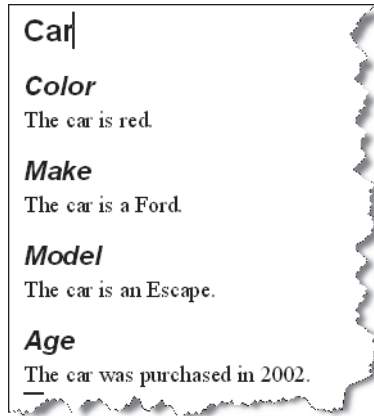 Car
Color
The car is red.
Make
The car is a Ford.
Model
The car is an Escape.
Age
The car was purchased in 2002.